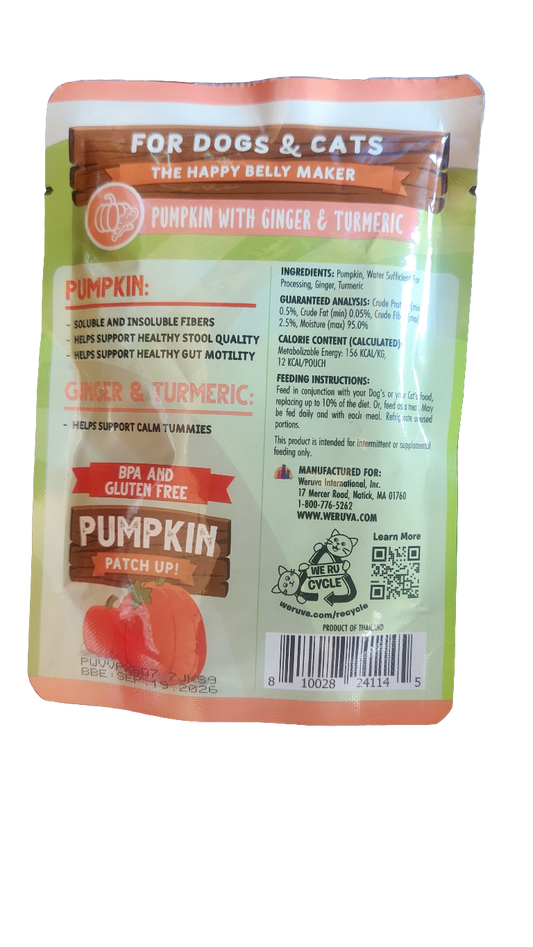 FOR DOGS & CATS
THE HAPPY BELLY MAKER
PUMPKIN WITH GINGER & TURMERIC
PUMPKIN:
- SOLUBLE AND INSOLUBLE FIBERS
- HELPS SUPPORT HEALTHY STOOL QUALITY
- HELPS SUPPORT HEALTHY GUT MOTILITY
GINGER & TURMERIC:
- HELPS SUPPORT CALM TUMMIES
BPA AND
GLUTEN FREE
PUMPKIN
PATCH UP!
BBE:SEP 19 2026
INGREDIENTS: Pumpkin, Water Sufficient For
Processing, Ginger, Turmeric
GUARANTEED ANALYSIS: Crude (min)
0.5%, Crude Fat (min) 0.05%, Crude (max)
2.5%, Moisture (max) 95.0%
CALORIE CONTENT (CALCULATED):
Metabolizable Energy: 156 KCAL/KG,
12 KCAL/POUCH
FEEDING INSTRUCTIONS:
Feed in conjunction with your Dog's or your Cat's food,
replacing up to 10% of the diet. Or, feed as a treat. May
be fed daily and with each meal. Refrigerate unused
portions.
This product is intended for intermittent or supplemental
feeding only.
MANUFACTURED FOR:
Weruva International, Inc.
17 Mercer Road, Natick, MA 01760
1-800-776-5262
WWW.WERUVA.COM
Learn More
WE RU
CYCLE
weruva.com/recycle
PRODUCT OF THAILAND
8 10028 24114 5